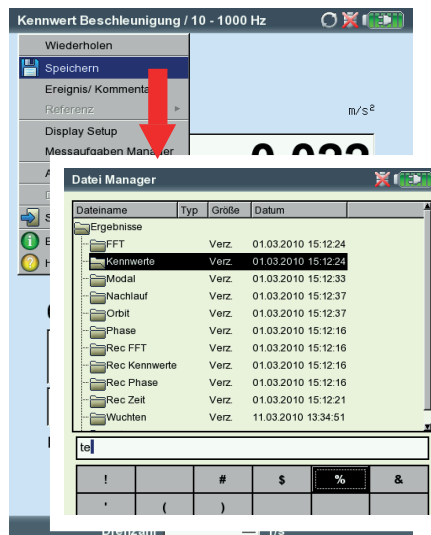 Kennwert Beschleunigung / 10 - 1000 Hz
Wiederholen
Speichern
Ereignis/
Referenz
m/s²
Display Setup
Messaufgaben Manager
Datei Manager
Dateiname Typ Größe Datum
Ergebnisse
FFT Verz. 01.03.2010 15:12:24
Kennwerte Verz. 01.03.2010 15:12:24
Modal Verz. 01.03.2010 15:12:33
Nachlauf Verz. 01.03.2010 15:12:37
Orbit Verz. 01.03.2010 15:12:37
Phase Verz. 01.03.2010 15:12:16
Rec FFT Verz. 01.03.2010 15:12:16
Rec Kennwerte Verz. 01.03.2010 15:12:16
Rec Phase Verz. 01.03.2010 15:12:16
Rec Zeit Verz. 01.03.2010 15:12:21
Wuchten Verz. 11.03.2010 13:34:51
te
! # $ % &
' ( )